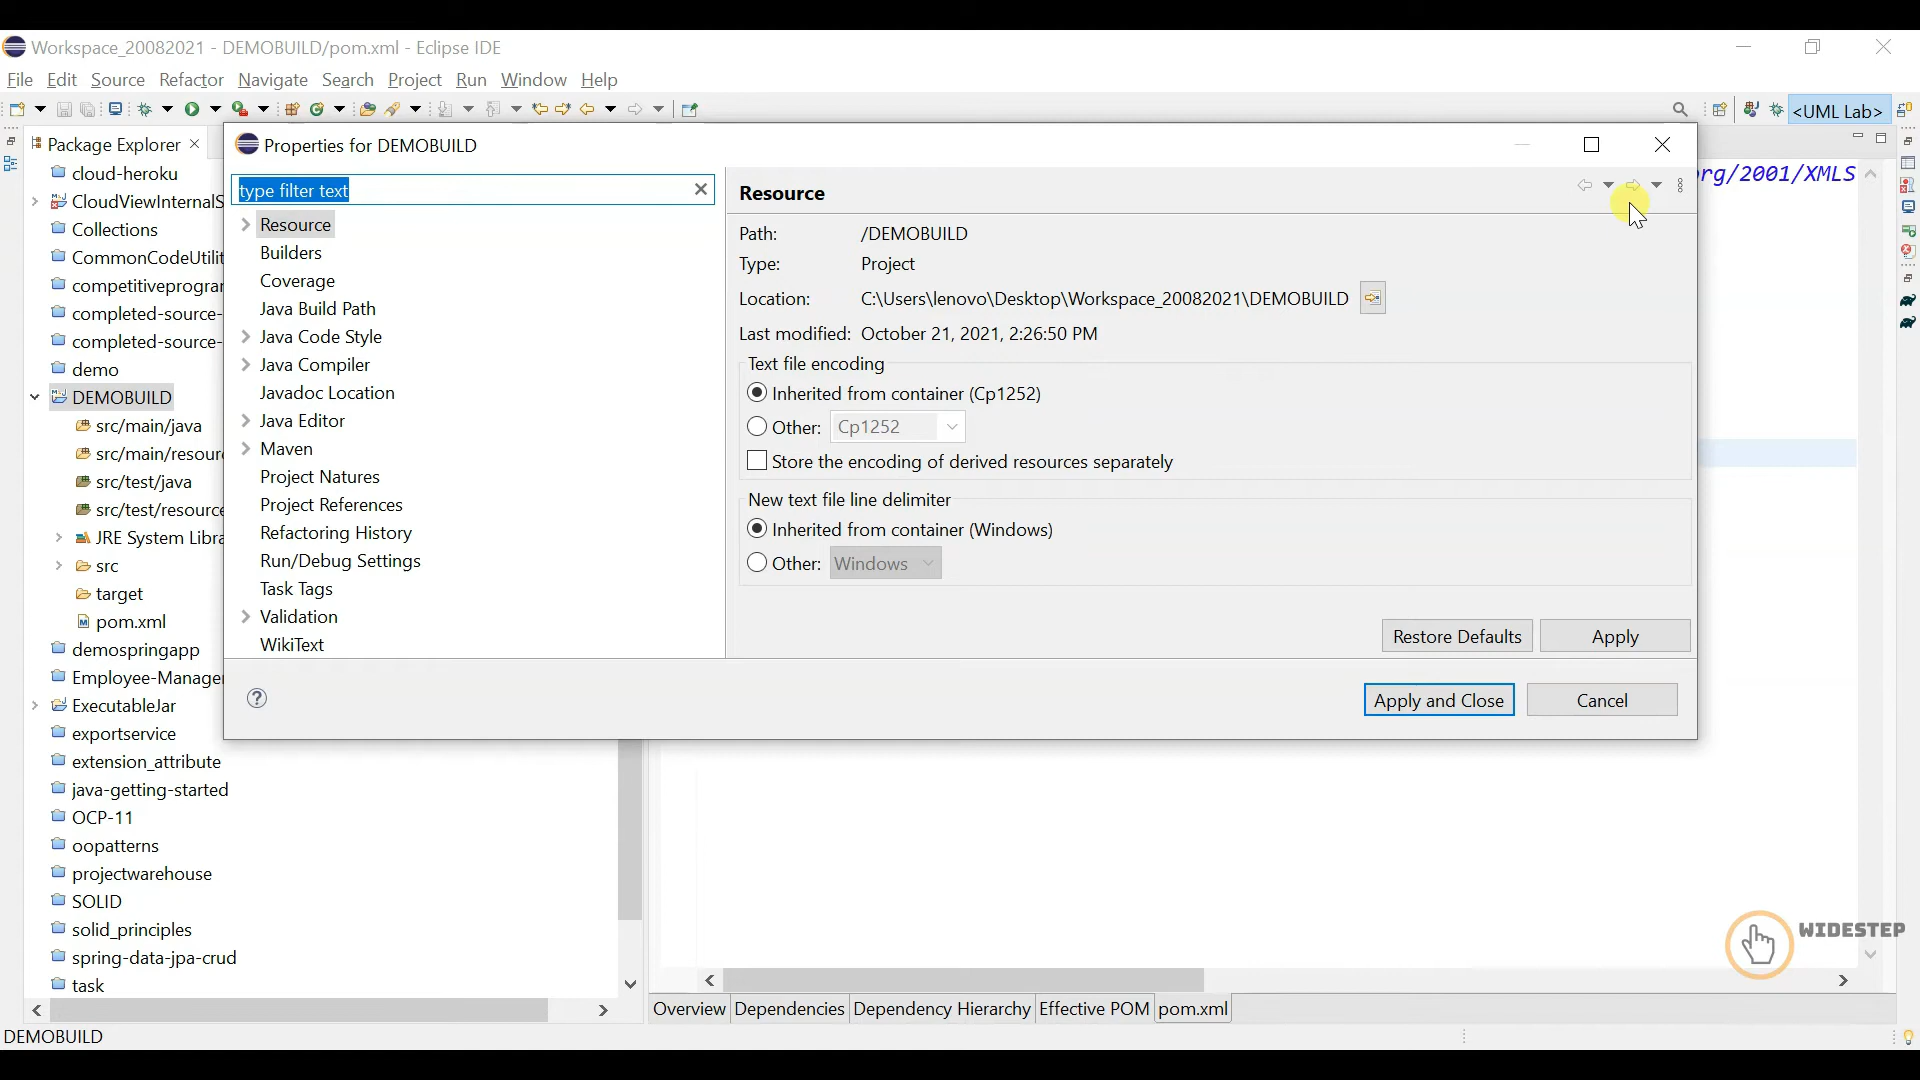 Workspace_20082021 - DEMOBUILD/pom.xml - Eclipse IDE
File Edit Source Refactor Navigate Search Project Run Window Help
<UML Lab>
Package Explorer
cloud-heroku
CloudViewInternalS
Collections
CommonCodeUtilit
competitiveprogran
completed-source-
completed-source-
demo
DEMOBUILD
src/main/java
src/main/resour
src/test/java
src/test/resource
JRE System Libra
src
target
pom.xml
demospringapp
Employee-Manager
ExecutableJar
exportservice
extension_attribute
java-getting-started
OCP-11
oopatterns
projectwarehouse
SOLID
solid_principles
spring-data-jpa-crud
task
Properties for DEMOBUILD
type filter text
Resource
Builders
Coverage
Java Build Path
Java Code Style
Java Compiler
Javadoc Location
Java Editor
Maven
Project Natures
Project References
Refactoring History
Run/Debug Settings
Task Tags
Validation
WikiText
Resource
Path: /DEMOBUILD
Type: Project
Location: C:\Users\lenovo\Desktop\Workspace_20082021\DEMOBUILD
Last modified: October 21, 2021, 2:26:50 PM
Text file encoding
Inherited from container (Cp1252)
Other: Cp1252
Store the encoding of derived resources separately
New text file line delimiter
Inherited from container (Windows)
Other: Windows
Restore Defaults Apply
Apply and Close Cancel
rg/2001/XMLS
WIDESTEP
Overview Dependencies Dependency Hierarchy Effective POM pom.xml
DEMOBUILD